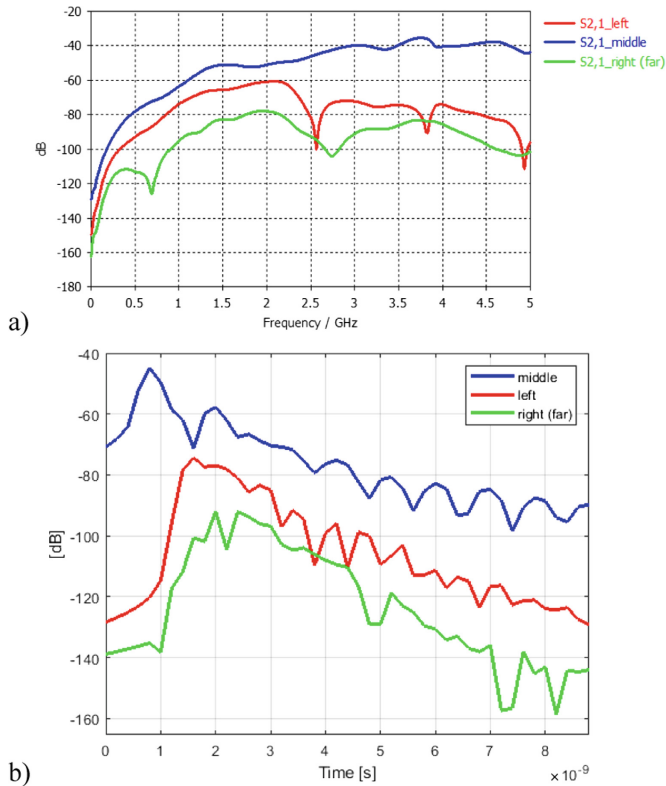 -20
-40
-60
-80
-100
-120
-140
-160
-180
dB
0 0.5 1 1.5 2 2.5 3 3.5 4 4.5 5
Frequency / GHz
S2,1_left
S2,1_middle
S2,1_right (far)
a)
-40
-60
-80
-100
-120
-140
-160
[dB]
middle
left
right (far)
0 1 2 3 4 5 6 7 8
Time [s]
×10-9
b)